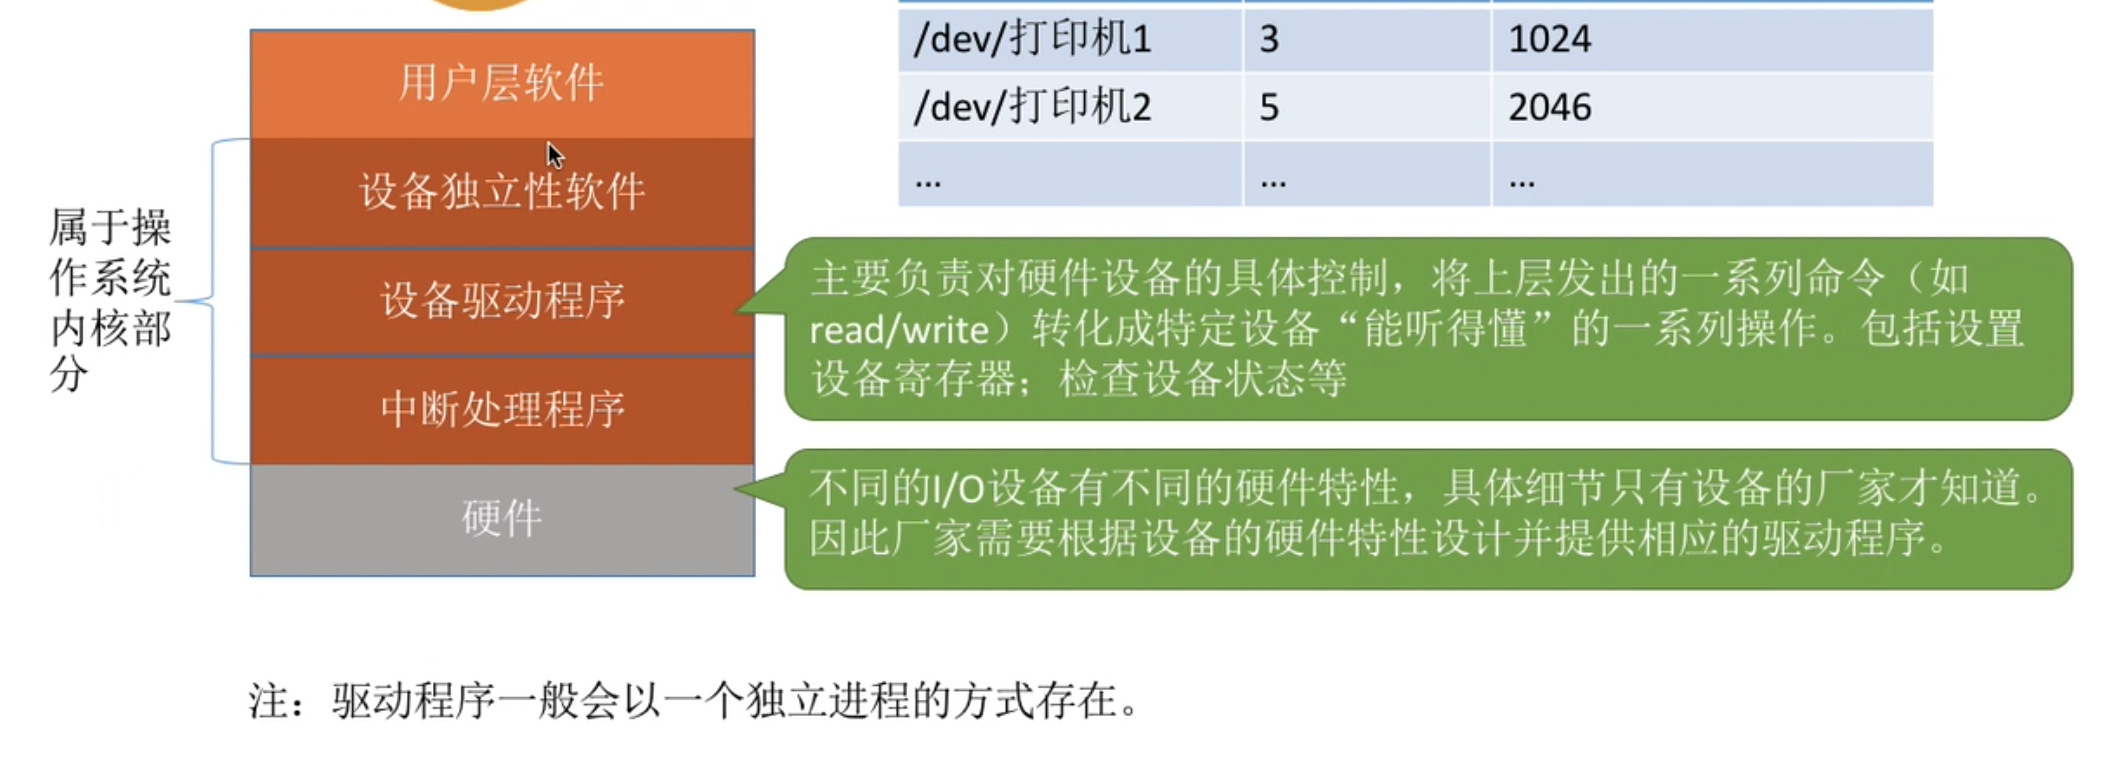 /dev/打印机1 3 1024
/dev/打印机2 5 2046
... ... ...
用户层软件
设备独立性软件
设备驱动程序
中断处理程序
硬件
属于操
作系统
内核部
分
主要负责对硬件设备的具体控制，将上层发出的一系列命令（如
read/write）转化成特定设备“能听得懂”的一系列操作。包括设置
设备寄存器；检查设备状态等
不同的I/O设备有不同的硬件特性，具体细节只有设备的厂家才知道。
因此厂家需要根据设备的硬件特性设计并提供相应的驱动程序。
注：驱动程序一般会以一个独立进程的方式存在。